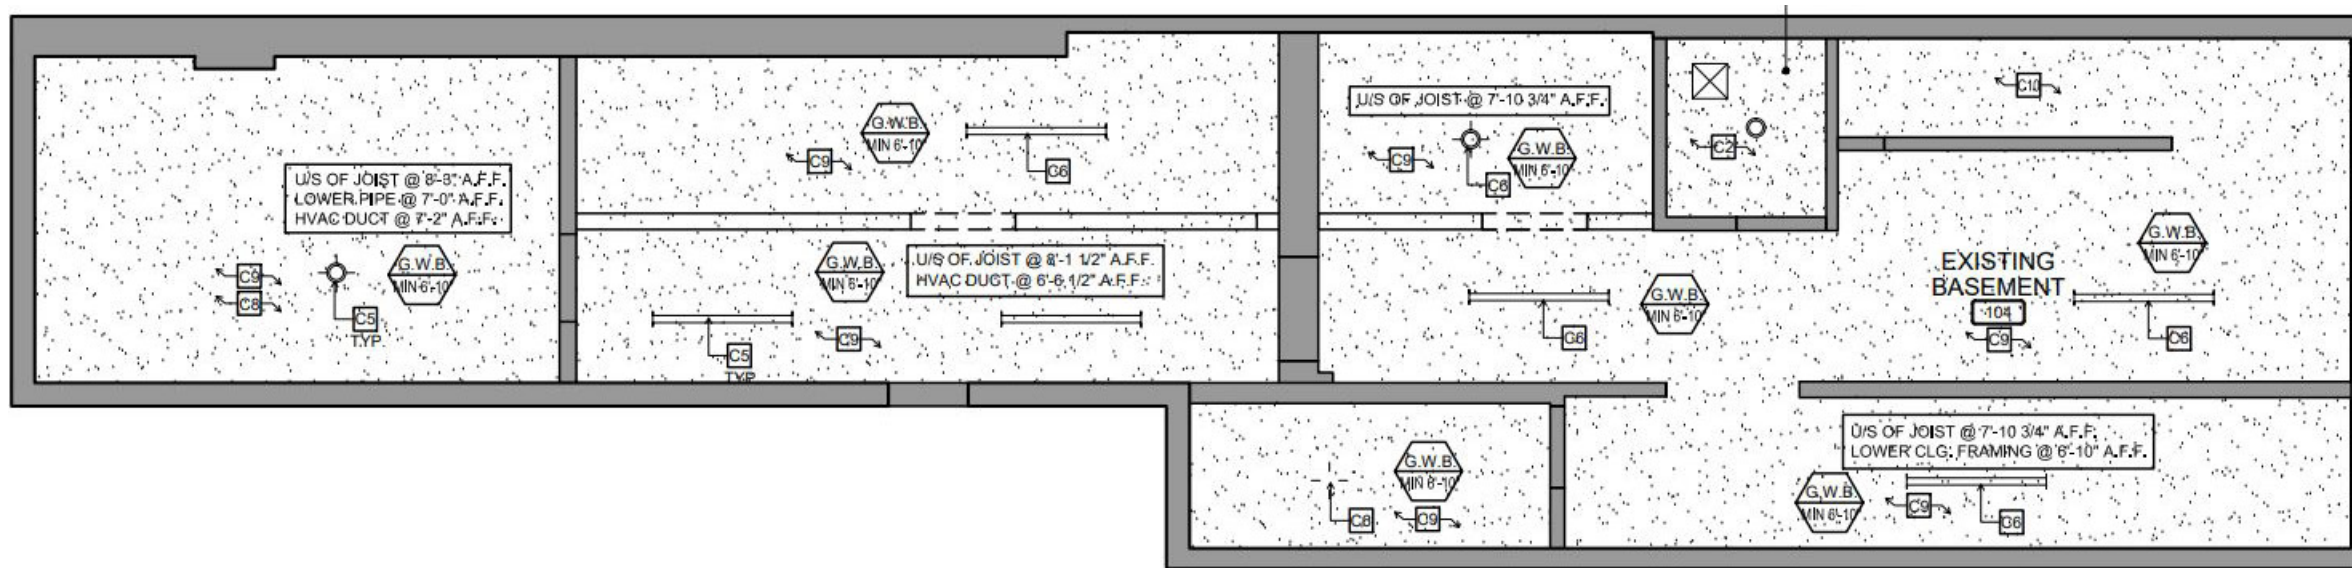 U/S OF JOIST @ 8'-8" A.F.F.
LOWER PIPE @ 7'-0" A.F.F.
HVAC DUCT @ 7'-2" A.F.F.
C9
C8
C5
TYP
G.W.B.
MIN 6'-10"
G.W.B.
MIN 6'-10"
C9
C6
G.W.B.
MIN 6'-10"
U/S OF JOIST @ 8'-1 1/2" A.F.F.
HVAC DUCT @ 6'-6 1/2" A.F.F.
C5
TYP
C9
U/S OF JOIST @ 7'-10 3/4" A.F.F.
C9
C6
G.W.B.
MIN 6'-10"
C2
C10
C6
G.W.B.
MIN 6'-10"
EXISTING
BASEMENT
104
C9
G.W.B.
MIN 6'-10"
C6
C8
C9
G.W.B.
MIN 6'-10"
U/S OF JOIST @ 7'-10 3/4" A.F.F.
LOWER CLG. FRAMING @ 6'-10" A.F.F.
G.W.B.
MIN 6'-10"
C9
C6